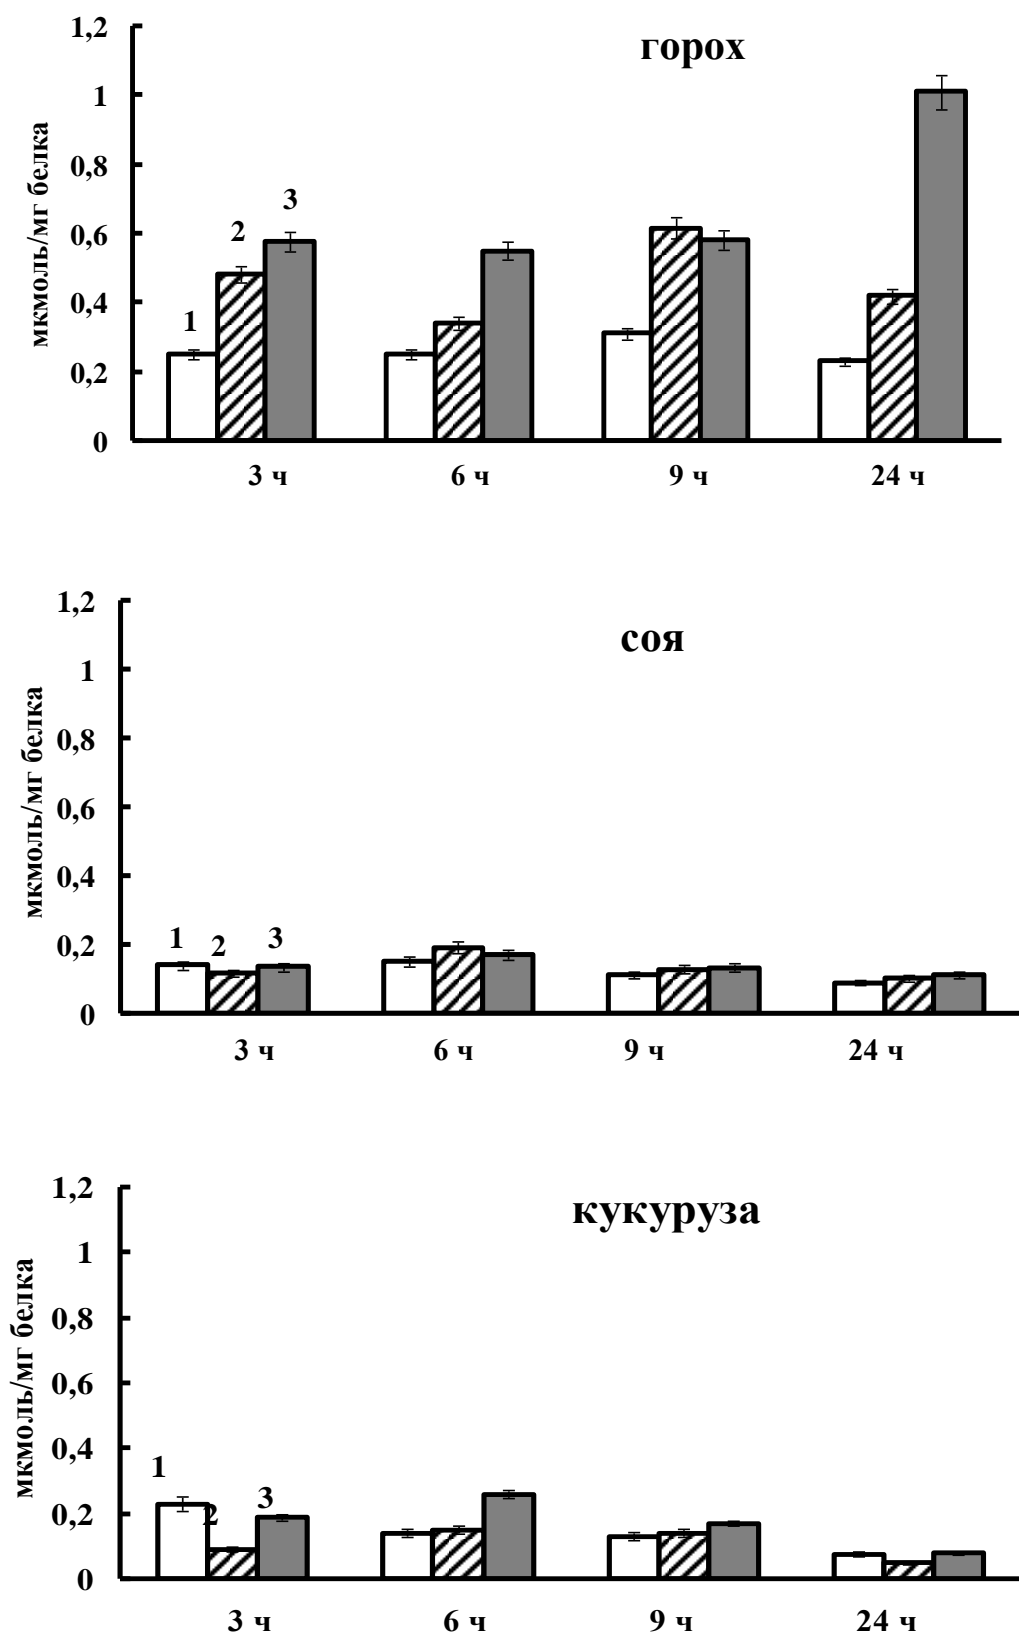 горох
мкмоль/мг белка
1,2
1
0,8
0,6
0,4
0,2
0
1
2
3
3 ч
6 ч
9 ч
24 ч
соя
мкмоль/мг белка
1,2
1
0,8
0,6
0,4
0,2
0
1
2
3
3 ч
6 ч
9 ч
24 ч
кукуруза
мкмоль/мг белка
1,2
1
0,8
0,6
0,4
0,2
0
1
2
3
3 ч
6 ч
9 ч
24 ч